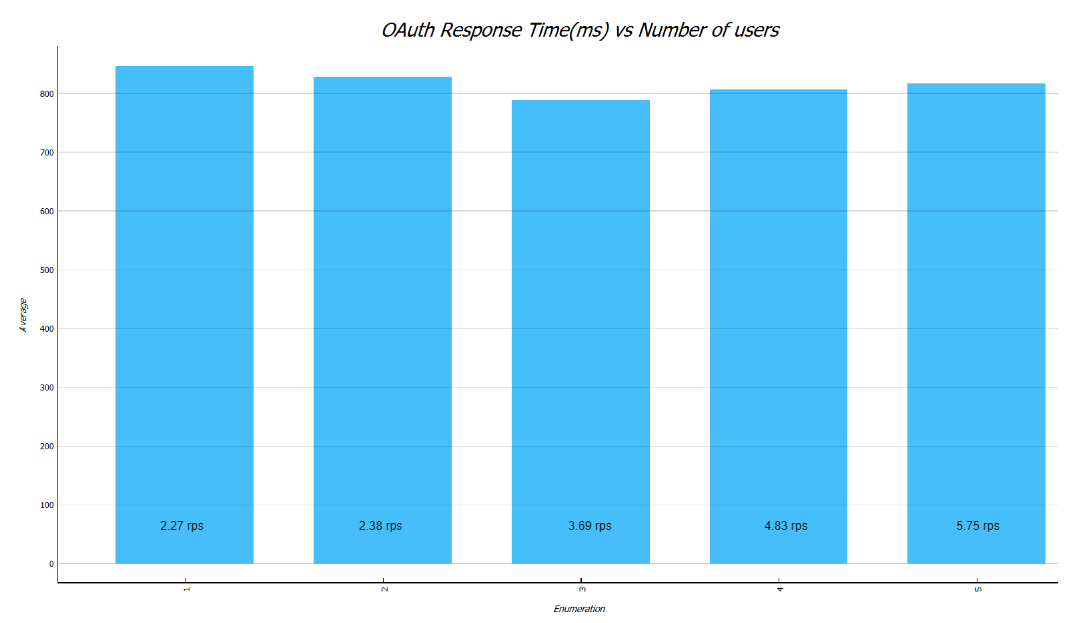 OAuth Response Time(ms) vs Number of users
Average
800
700
600
500
400
300
200
100
0
2.27 rps
2.38 rps
3.69 rps
4.83 rps
5.75 rps
1
2
3
4
5
Enumeration